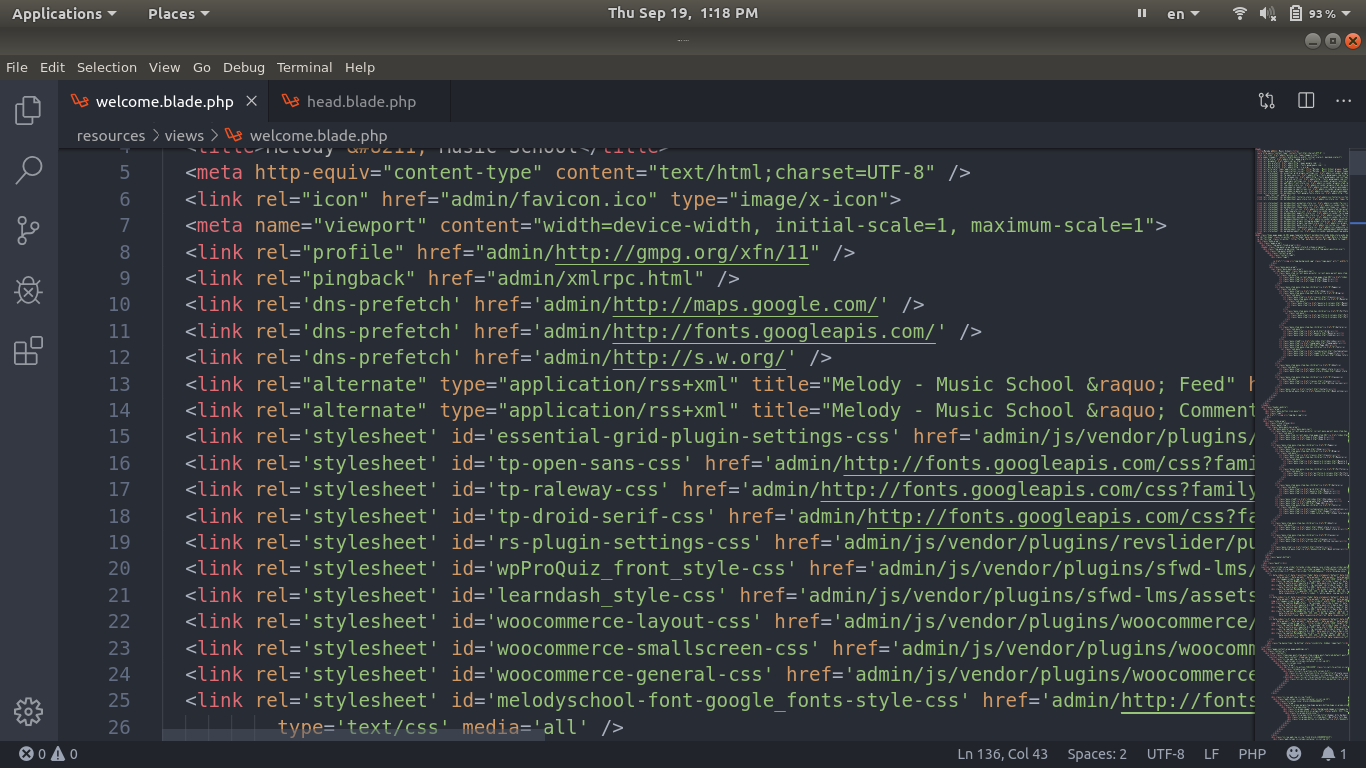 Applications Places Thu Sep 19, 1:18 PM en 93 %
File Edit Selection View Go Debug Terminal Help
welcome.blade.php head.blade.php
resources views welcome.blade.php
4 <title>Melody &#8211; Music School</title>
5 <meta http-equiv="content-type" content="text/html;charset=UTF-8" />
6 <link rel="icon" href="admin/favicon.ico" type="image/x-icon">
7 <meta name="viewport" content="width=device-width, initial-scale=1, maximum-scale=1">
8 <link rel="profile" href="admin/http://gmpg.org/xfn/11" />
9 <link rel="pingback" href="admin/xmlrpc.html" />
10 <link rel='dns-prefetch' href='admin/http://maps.google.com/' />
11 <link rel='dns-prefetch' href='admin/http://fonts.googleapis.com/' />
12 <link rel='dns-prefetch' href='admin/http://s.w.org/' />
13 <link rel="alternate" type="application/rss+xml" title="Melody - Music School &raquo; Feed" h
14 <link rel="alternate" type="application/rss+xml" title="Melody - Music School &raquo; Comment
15 <link rel='stylesheet' id='essential-grid-plugin-settings-css' href='admin/js/vendor/plugins/
16 <link rel='stylesheet' id='tp-open-sans-css' href='admin/http://fonts.googleapis.com/css?fami
17 <link rel='stylesheet' id='tp-raleway-css' href='admin/http://fonts.googleapis.com/css?family
18 <link rel='stylesheet' id='tp-droid-serif-css' href='admin/http://fonts.googleapis.com/css?fa
19 <link rel='stylesheet' id='rs-plugin-settings-css' href='admin/js/vendor/plugins/revslider/pu
20 <link rel='stylesheet' id='wpProQuiz_front_style-css' href='admin/js/vendor/plugins/sfwd-lms/
21 <link rel='stylesheet' id='learndash_style-css' href='admin/js/vendor/plugins/sfwd-lms/assets
22 <link rel='stylesheet' id='woocommerce-layout-css' href='admin/js/vendor/plugins/woocommerce/
23 <link rel='stylesheet' id='woocommerce-smallscreen-css' href='admin/js/vendor/plugins/woocomm
24 <link rel='stylesheet' id='woocommerce-general-css' href='admin/js/vendor/plugins/woocommerce
25 <link rel='stylesheet' id='melodyschool-font-google_fonts-style-css' href='admin/http://fonts
26 type='text/css' media='all' />
0 0 Ln 136, Col 43 Spaces: 2 UTF-8 LF PHP 1